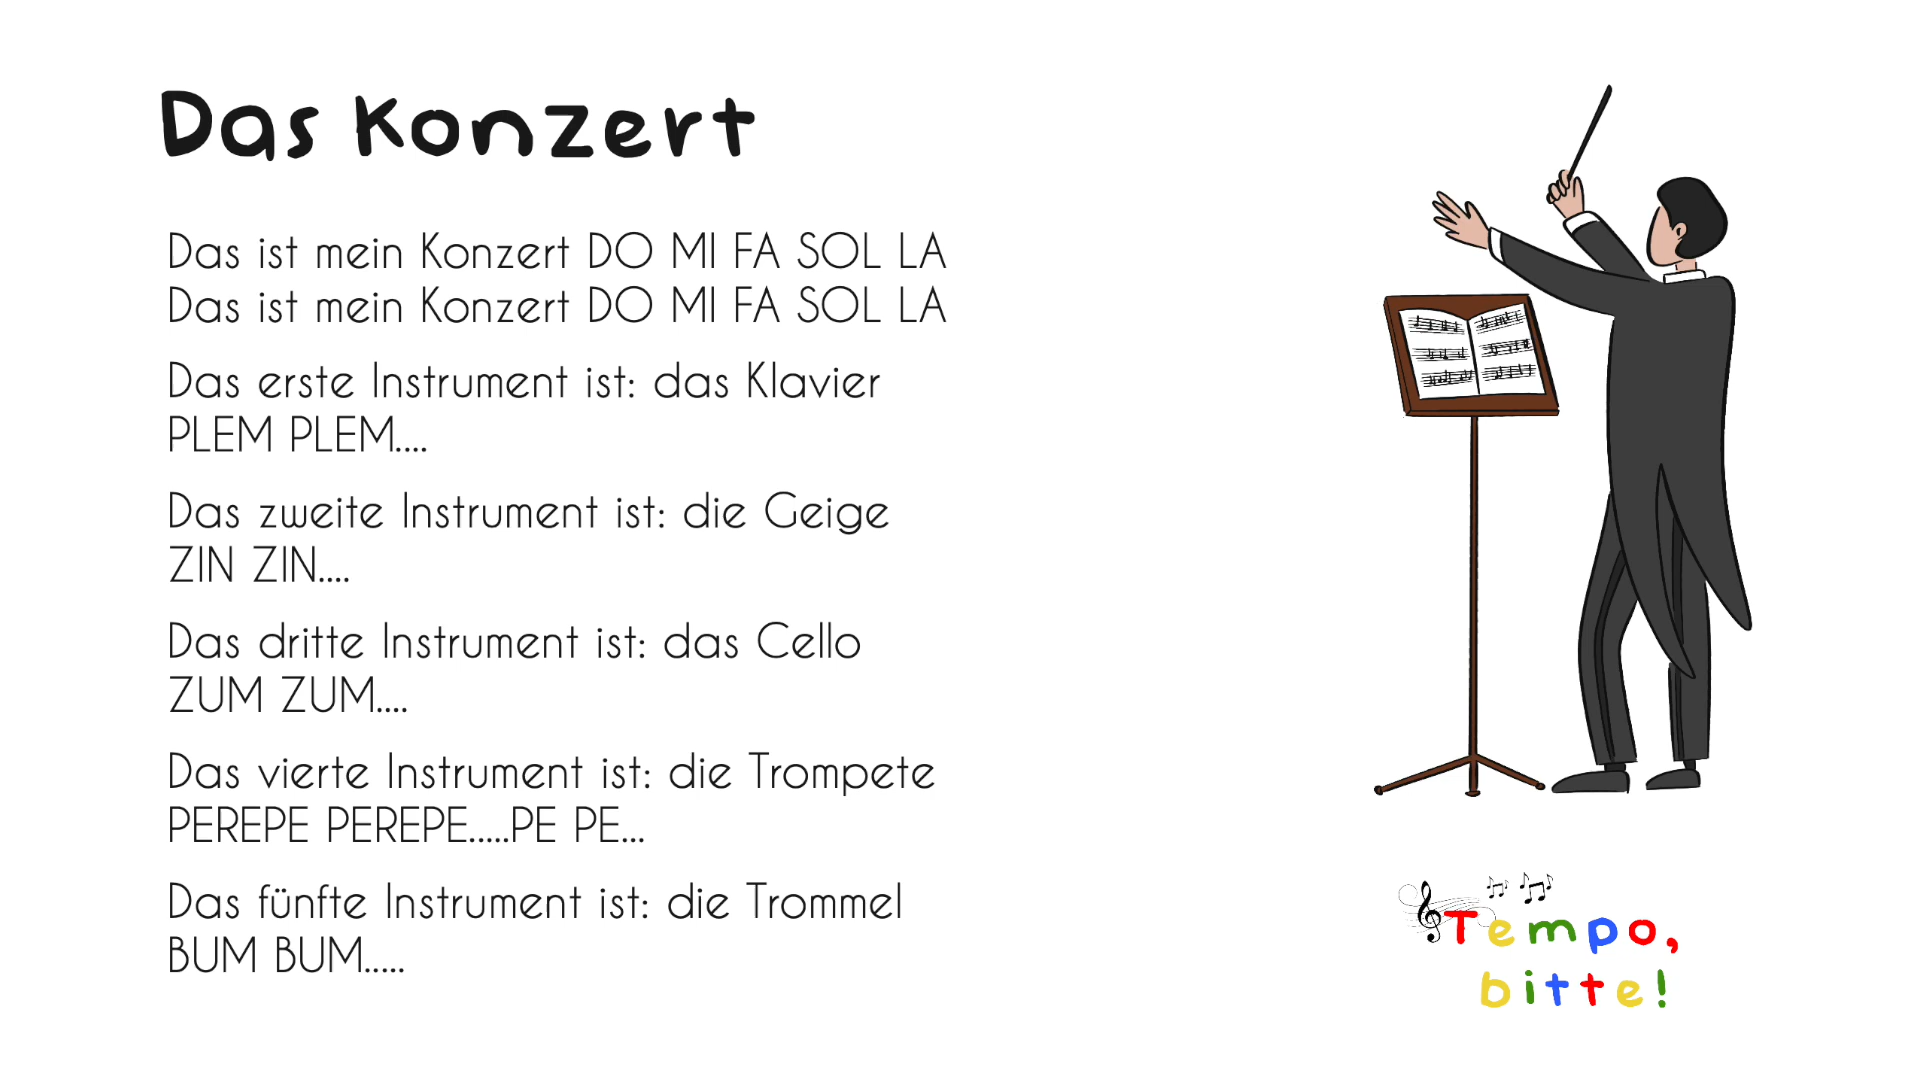 Das Konzert
Das ist mein Konzert DO MI FA SOL LA
Das ist mein Konzert DO MI FA SOL LA
Das erste Instrument ist: das Klavier
PLEM PLEM....
Das zweite Instrument ist: die Geige
ZIN ZIN....
Das dritte Instrument ist: das Cello
ZUM ZUM....
Das vierte Instrument ist: die Trompete
PEREPE PEREPE.....PE PE...
Das fünfte Instrument ist: die Trommel
BUM BUM.....
Tempo,
bitte!